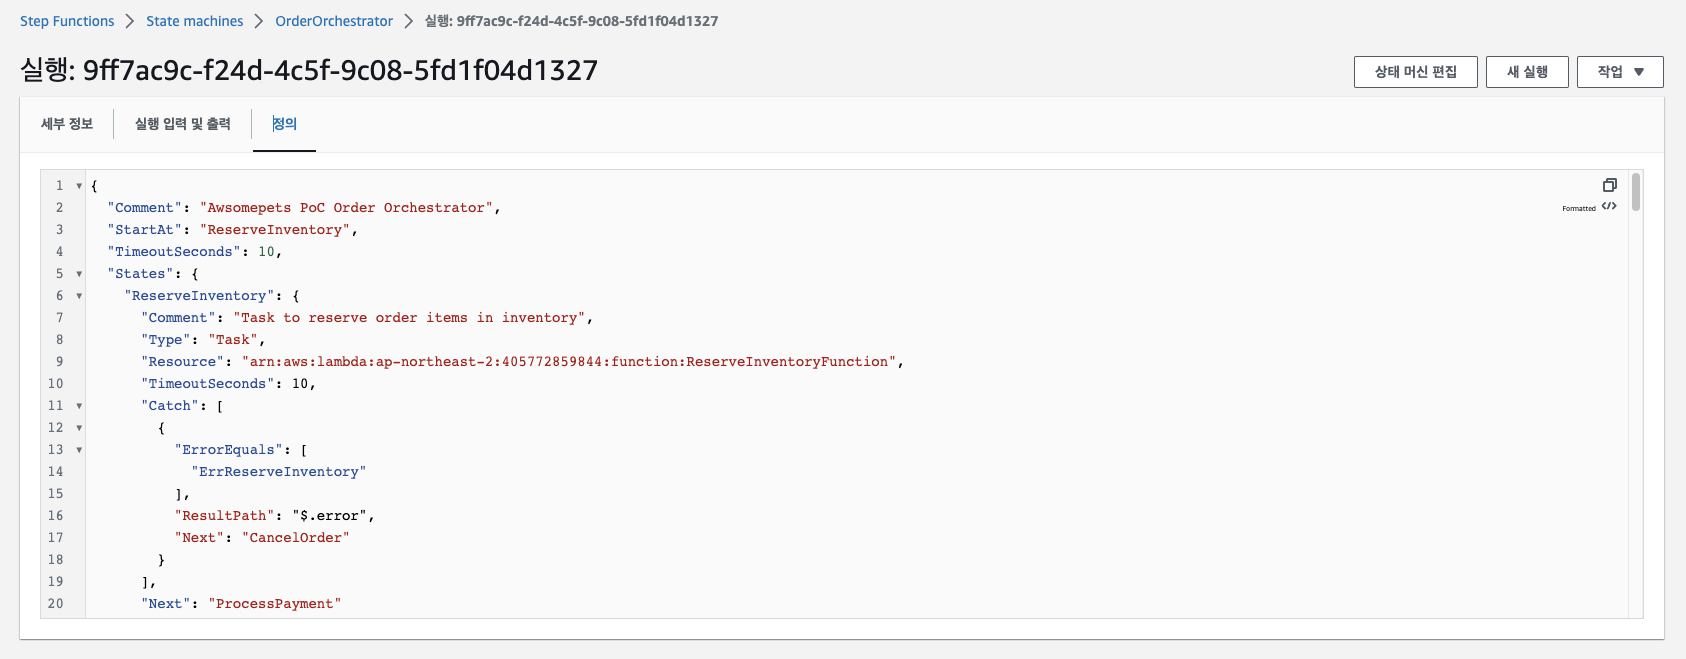 Step Functions > State machines > OrderOrchestrator > 실행: 9ff7ac9c-f24d-4c5f-9c08-5fd1f04d1327
실행: 9ff7ac9c-f24d-4c5f-9c08-5fd1f04d1327
상태 머신 편집 새 실행 작업 ▼
세부 정보 실행 입력 및 출력 정의
1 ▼ {
2 "Comment": "Awsomepets PoC Order Orchestrator",
Formatted </>
3 "StartAt": "ReserveInventory",
4 "TimeoutSeconds": 10,
5 ▼ "States": {
6 ▼ "ReserveInventory": {
7 "Comment": "Task to reserve order items in inventory",
8 "Type": "Task",
9 "Resource": "arn:aws:lambda:ap-northeast-2:405772859844:function:ReserveInventoryFunction",
10 "TimeoutSeconds": 10,
11 ▼ "Catch": [
12 ▼ {
13 ▼ "ErrorEquals": [
14 "ErrReserveInventory"
15 ],
16 "ResultPath": "$.error",
17 "Next": "CancelOrder"
18 }
19 ],
20 "Next": "ProcessPayment"